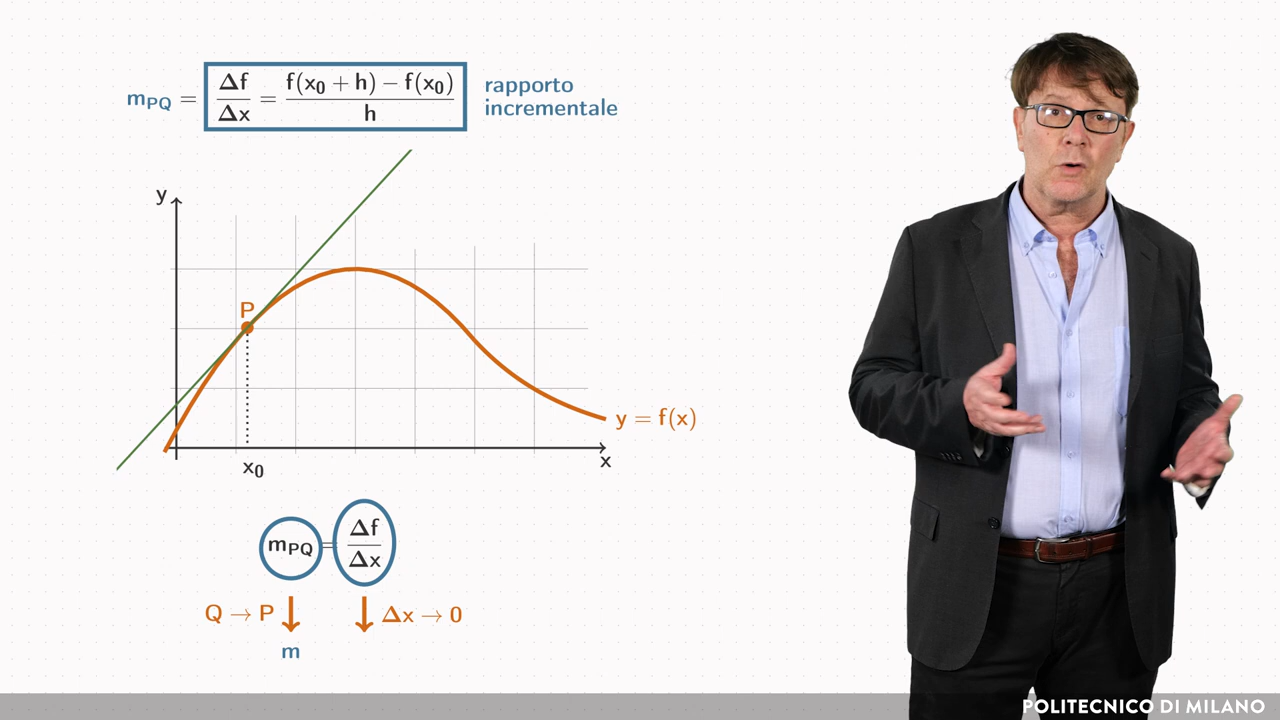 m_PQ = Δf/Δx = f(x₀ + h) − f(x₀)/h
rapporto
incrementale
y
P
y = f(x)
x
x₀
m_PQ = Δf/Δx
Q → P
Δx → 0
m
POLITECNICO DI MILANO